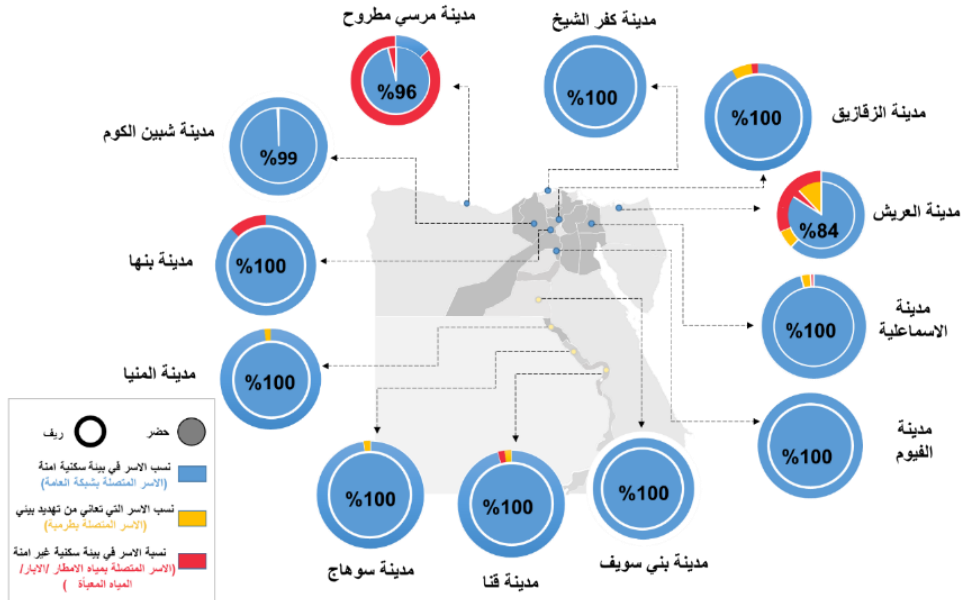 مدينة مرسي مطروح
مدينة كفر الشيخ
%96
%100
مدينة الزقازيق
%100
مدينة شبين الكوم
%99
مدينة العريش
%84
مدينة بنها
%100
مدينة
الاسماعلية
%100
مدينة المنيا
%100
مدينة
الفيوم
%100
%100
%100
%100
مدينة سوهاج
مدينة قنا
مدينة بني سويف
حضر
ريف
نسب الاسر في بيئة سكنية امنة
(الاسر المتصلة بشبكة العامة)
نسب الاسر التي تعاني من تهديد بيئي
(الاسر المتصلة بطرمبة)
نسبة الاسر في بيئة سكنية غير امنة
(الاسر المتصلة بمياه الامطار /الابار/
المياه المعبأة )